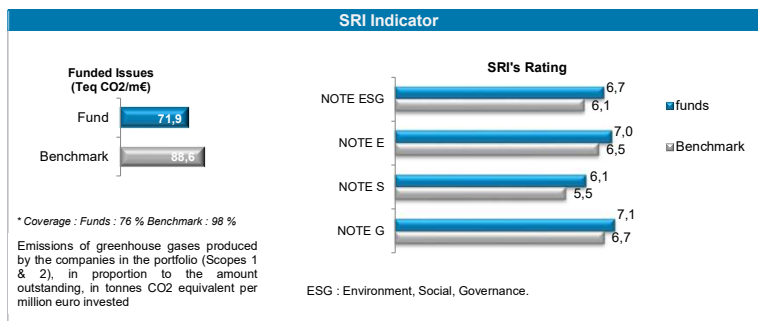 SRI Indicator
Funded Issues
(Teq CO2/m€)
Fund
71,9
Benchmark
88,6
* Coverage : Funds : 76 % Benchmark : 98 %
Emissions of greenhouse gases produced
by the companies in the portfolio (Scopes 1
& 2), in proportion to the amount
outstanding, in tonnes CO2 equivalent per
million euro invested
SRI's Rating
NOTE ESG
6,7
6,1
NOTE E
7,0
6,5
NOTE S
6,1
5,5
NOTE G
7,1
6,7
funds
Benchmark
ESG : Environment, Social, Governance.